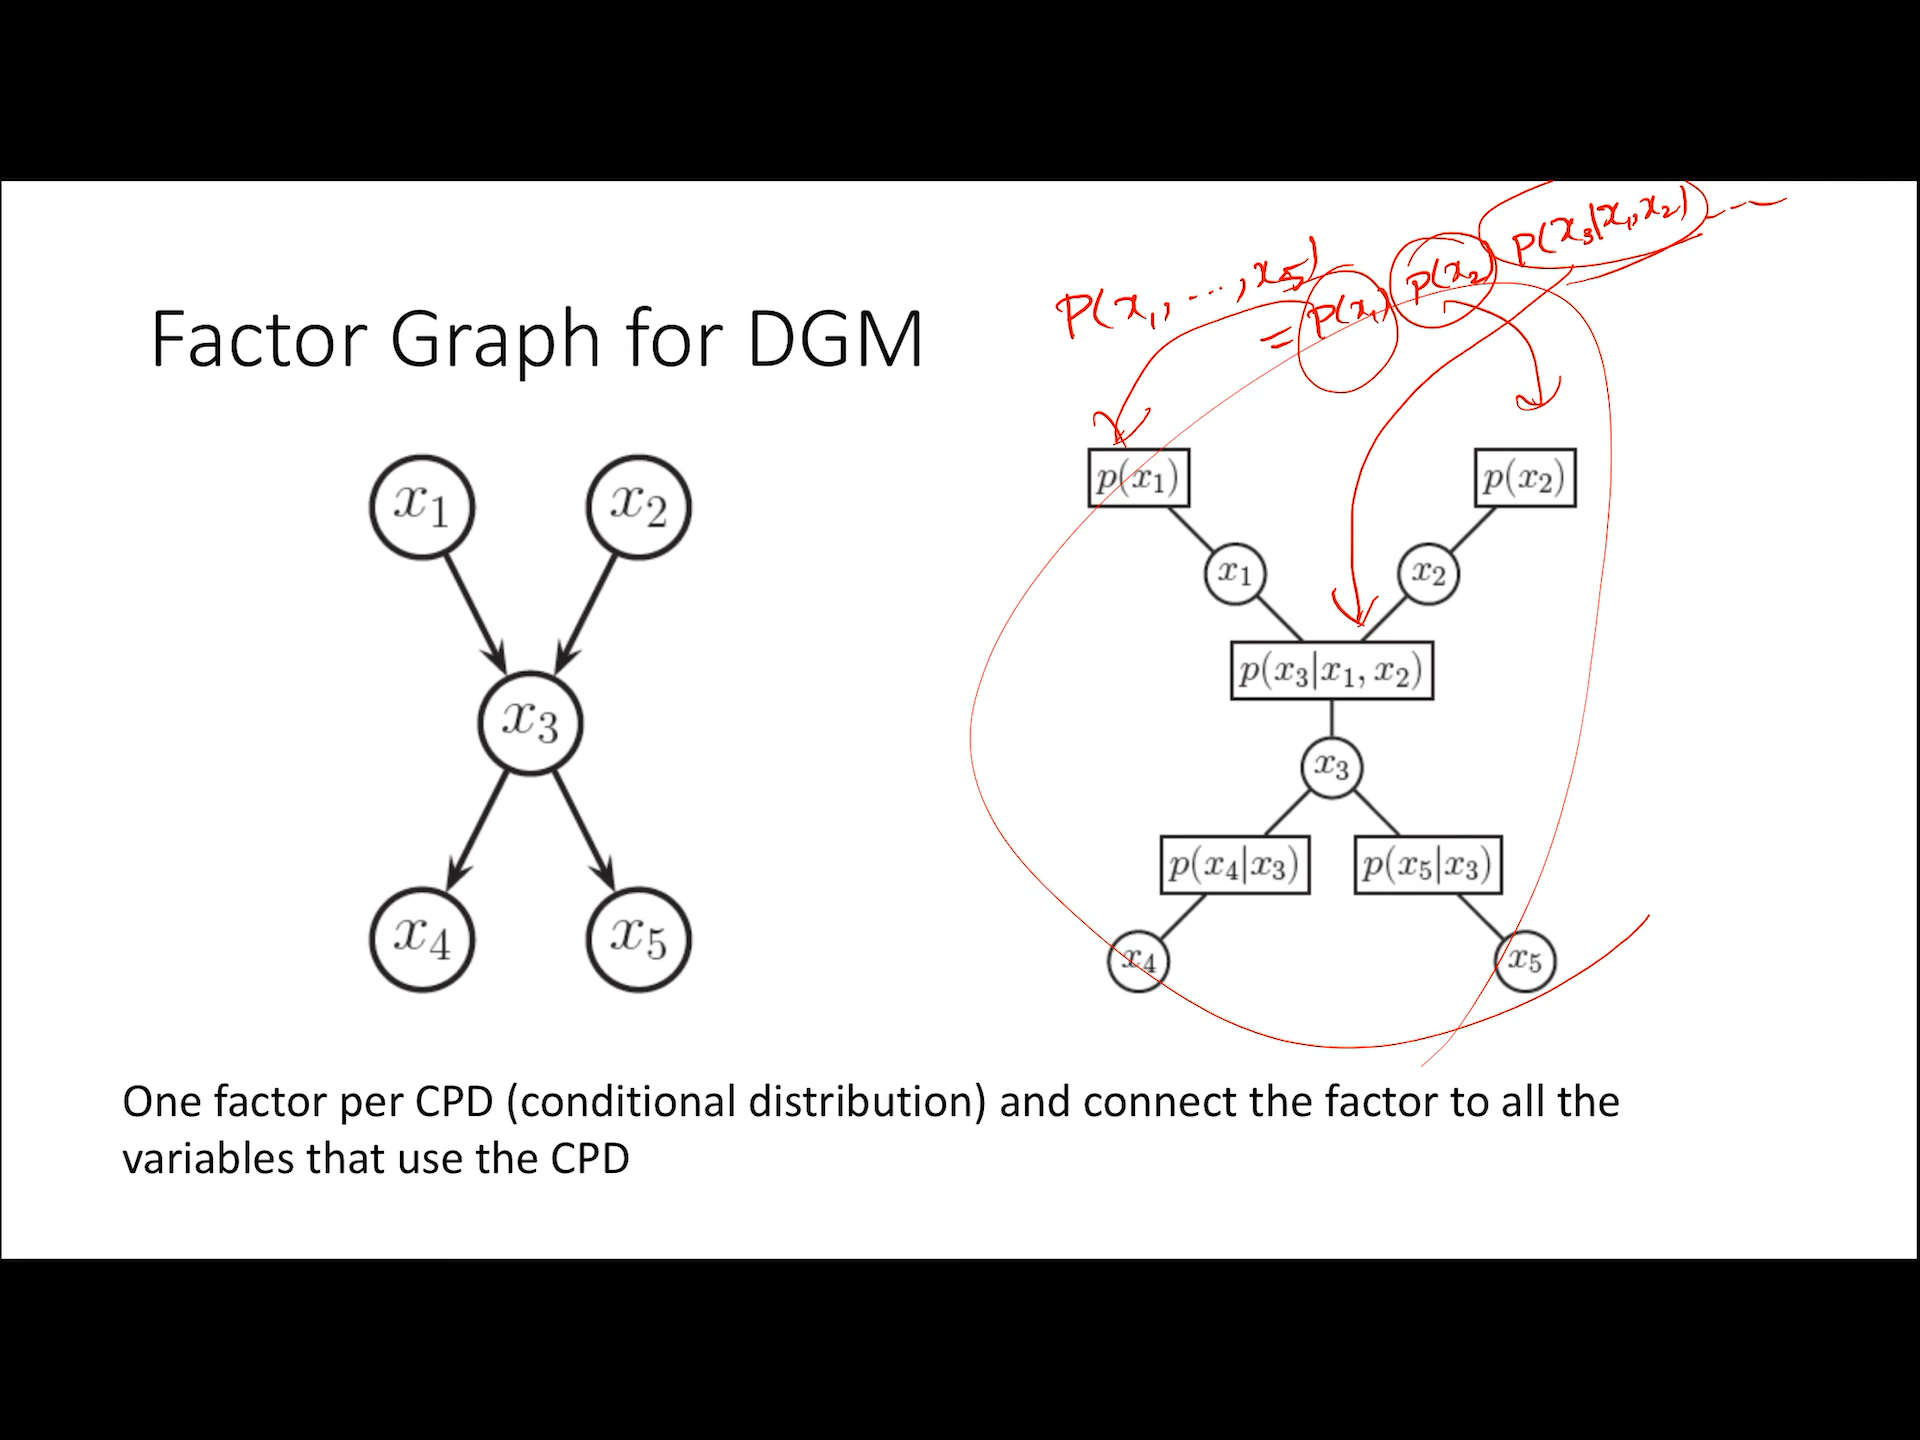 P(x₁, ..., x₅)
= p(x₁) p(x₂) p(x₃|x₁,x₂) ---
Factor Graph for DGM
x₁ x₂
x₃
x₄ x₅
p(x₁) p(x₂)
x₁ x₂
p(x₃|x₁, x₂)
x₃
p(x₄|x₃) p(x₅|x₃)
x₄ x₅
One factor per CPD (conditional distribution) and connect the factor to all the
variables that use the CPD